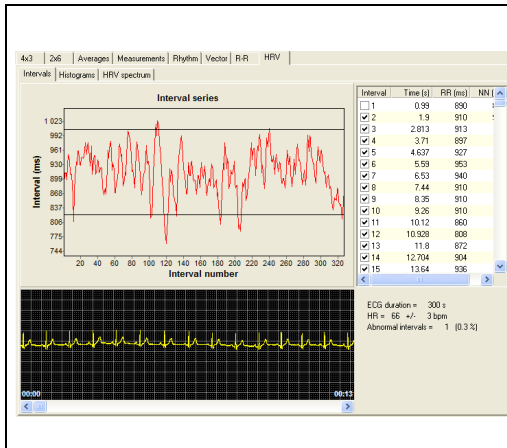 4x3 2x6 Averages Measurements Rhythm Vector R-R HRV
Intervals Histograms HRV spectrum
Interval series
Interval (ms)
1 023
992
961
930
899
868
837
806
775
744
20 40 60 80 100 120 140 160 180 200 220 240 260 280 300 320
Interval number
Interval Time (s) RR (ms) NN (
1 0.99 890
2 1.9 910
3 2.813 913
4 3.71 897
5 4.637 927
6 5.59 953
7 6.53 940
8 7.44 910
9 8.35 910
10 9.26 910
11 10.12 860
12 10.928 808
13 11.8 872
14 12.704 904
15 13.64 936
ECG duration = 300 s
HR = 66 +/- 3 bpm
Abnormal intervals = 1 (0.3 %)
00:00 00:13